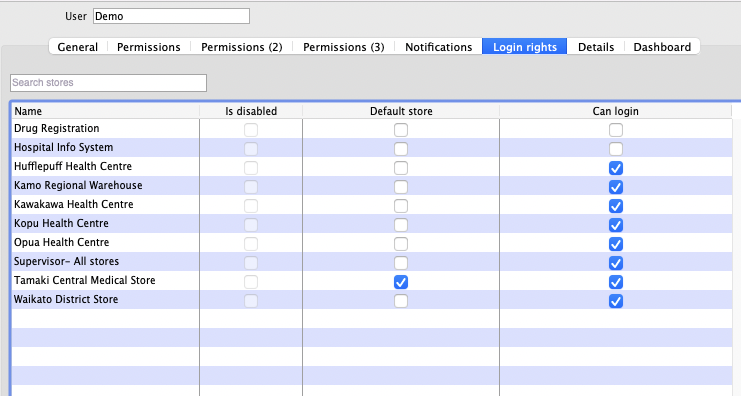 User Demo
General Permissions Permissions (2) Permissions (3) Notifications Login rights Details Dashboard
Search stores
Name Is disabled Default store Can login
Drug Registration
Hospital Info System
Hufflepuff Health Centre
Kamo Regional Warehouse
Kawakawa Health Centre
Kopu Health Centre
Opua Health Centre
Supervisor- All stores
Tamaki Central Medical Store
Waikato District Store